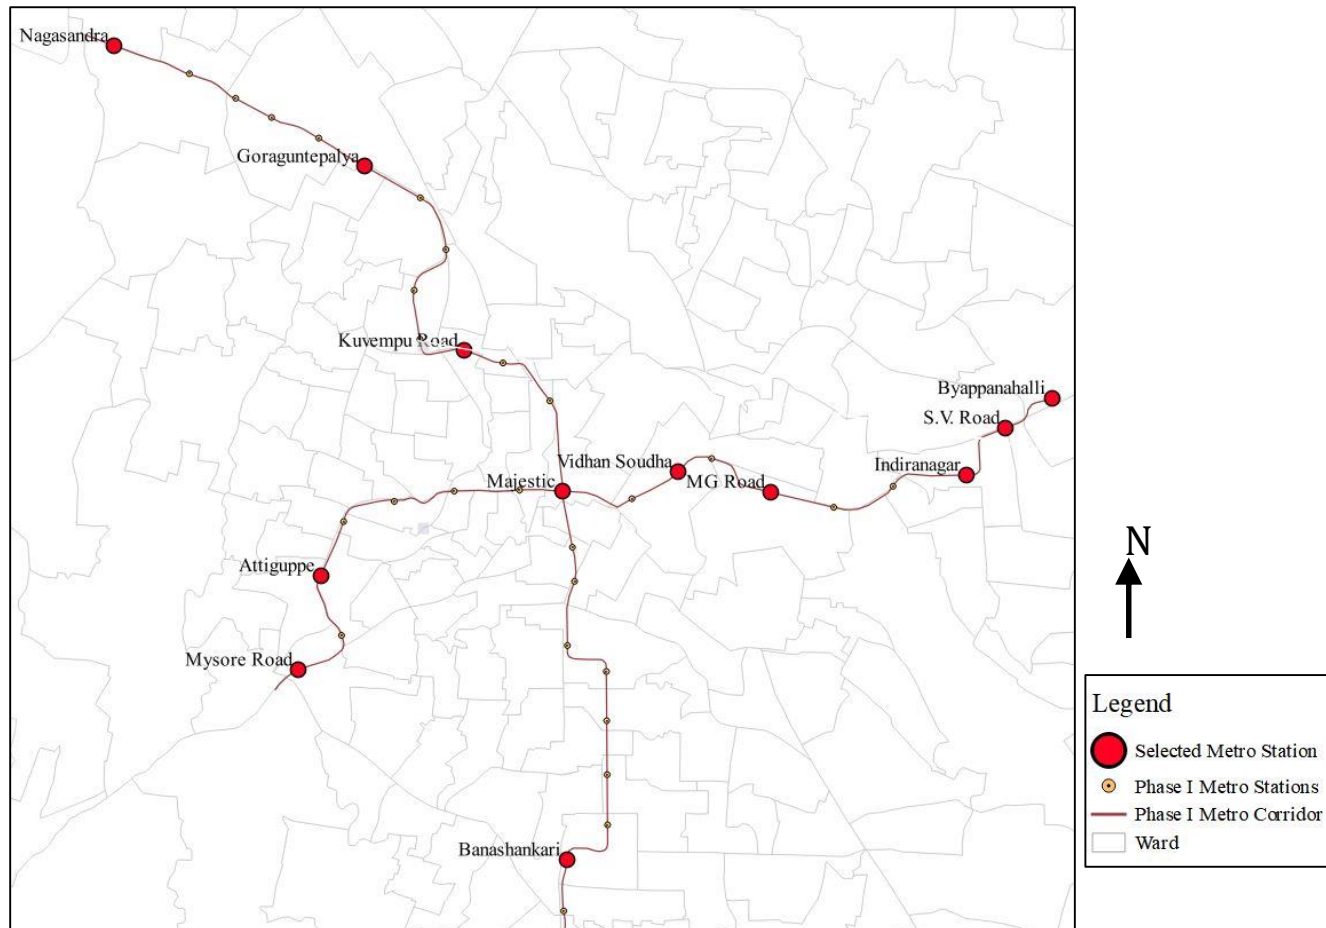 Nagasandra
Goraguntepalya
Kuvempu Road
Byappanahalli
S.V. Road
Vidhan Soudha
Indiranagar
Majestic
MG Road
Attiguppe
Mysore Road
Banashankari
N
Legend
Selected Metro Station
Phase I Metro Stations
Phase I Metro Corridor
Ward